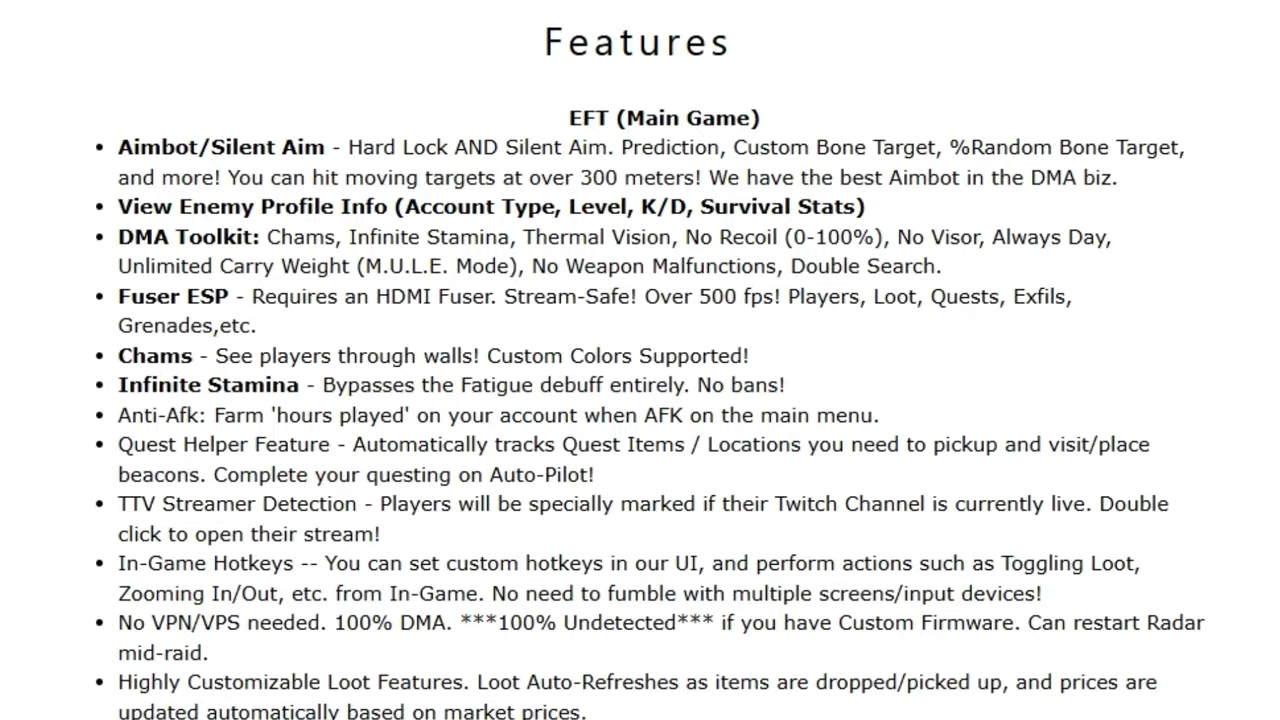 Features
EFT (Main Game)
• Aimbot/Silent Aim - Hard Lock AND Silent Aim. Prediction, Custom Bone Target, %Random Bone Target,
and more! You can hit moving targets at over 300 meters! We have the best Aimbot in the DMA biz.
• View Enemy Profile Info (Account Type, Level, K/D, Survival Stats)
• DMA Toolkit: Chams, Infinite Stamina, Thermal Vision, No Recoil (0-100%), No Visor, Always Day,
Unlimited Carry Weight (M.U.L.E. Mode), No Weapon Malfunctions, Double Search.
• Fuser ESP - Requires an HDMI Fuser. Stream-Safe! Over 500 fps! Players, Loot, Quests, Exfils,
Grenades,etc.
• Chams - See players through walls! Custom Colors Supported!
• Infinite Stamina - Bypasses the Fatigue debuff entirely. No bans!
• Anti-Afk: Farm 'hours played' on your account when AFK on the main menu.
• Quest Helper Feature - Automatically tracks Quest Items / Locations you need to pickup and visit/place
beacons. Complete your questing on Auto-Pilot!
• TTV Streamer Detection - Players will be specially marked if their Twitch Channel is currently live. Double
click to open their stream!
• In-Game Hotkeys -- You can set custom hotkeys in our UI, and perform actions such as Toggling Loot,
Zooming In/Out, etc. from In-Game. No need to fumble with multiple screens/input devices!
• No VPN/VPS needed. 100% DMA. ***100% Undetected*** if you have Custom Firmware. Can restart Radar
mid-raid.
• Highly Customizable Loot Features. Loot Auto-Refreshes as items are dropped/picked up, and prices are
updated automatically based on market prices.